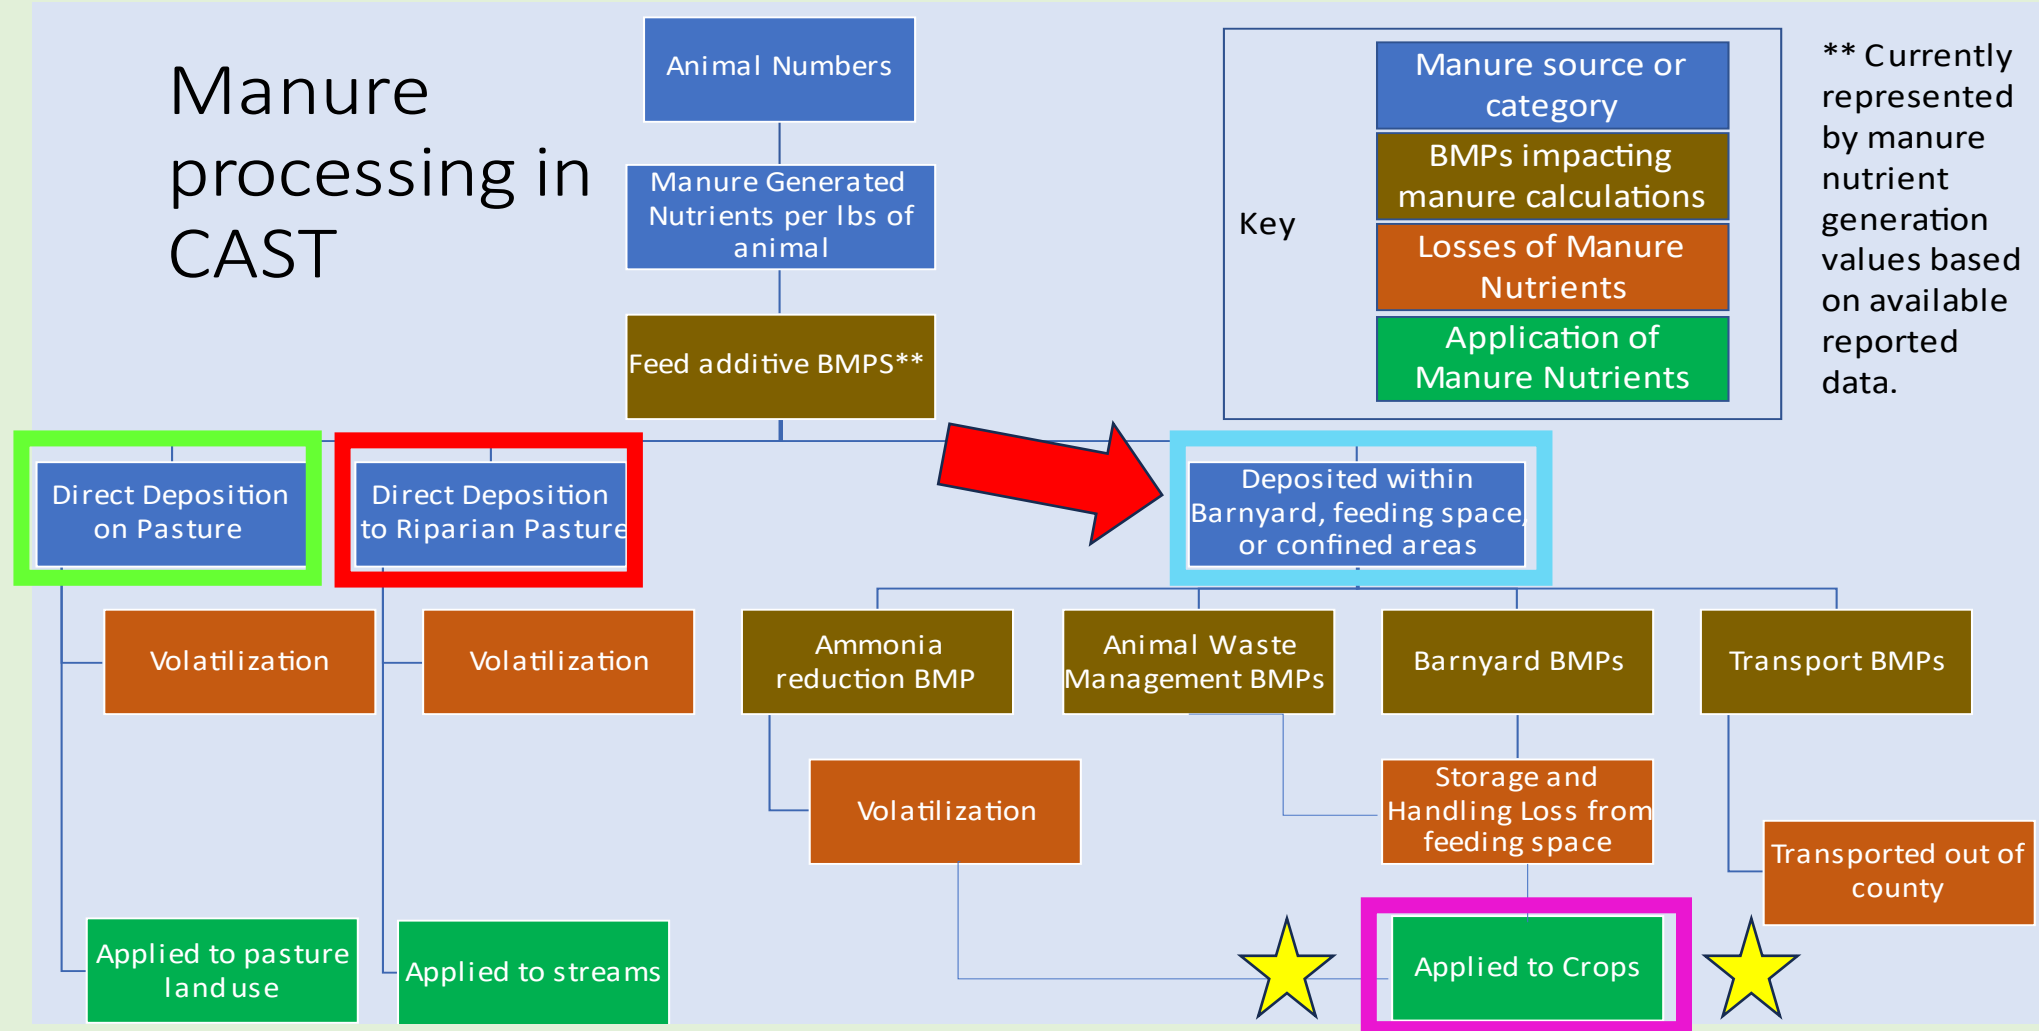 Manure
processing in
CAST
Animal Numbers
Manure Generated
Nutrients per lbs of
animal
Feed additive BMPS**
Key
Manure source or
category
BMPs impacting
manure calculations
Losses of Manure
Nutrients
Application of
Manure Nutrients
** Currently
represented
by manure
nutrient
generation
values based
on available
reported
data.
Direct Deposition
on Pasture
Direct Deposition
to Riparian Pasture
Deposited within
Barnyard, feeding space,
or confined areas
Volatilization
Volatilization
Ammonia
reduction BMP
Animal Waste
Management BMPs
Barnyard BMPs
Transport BMPs
Volatilization
Storage and
Handling Loss from
feeding space
Transported out of
county
Applied to pasture
land use
Applied to streams
Applied to Crops